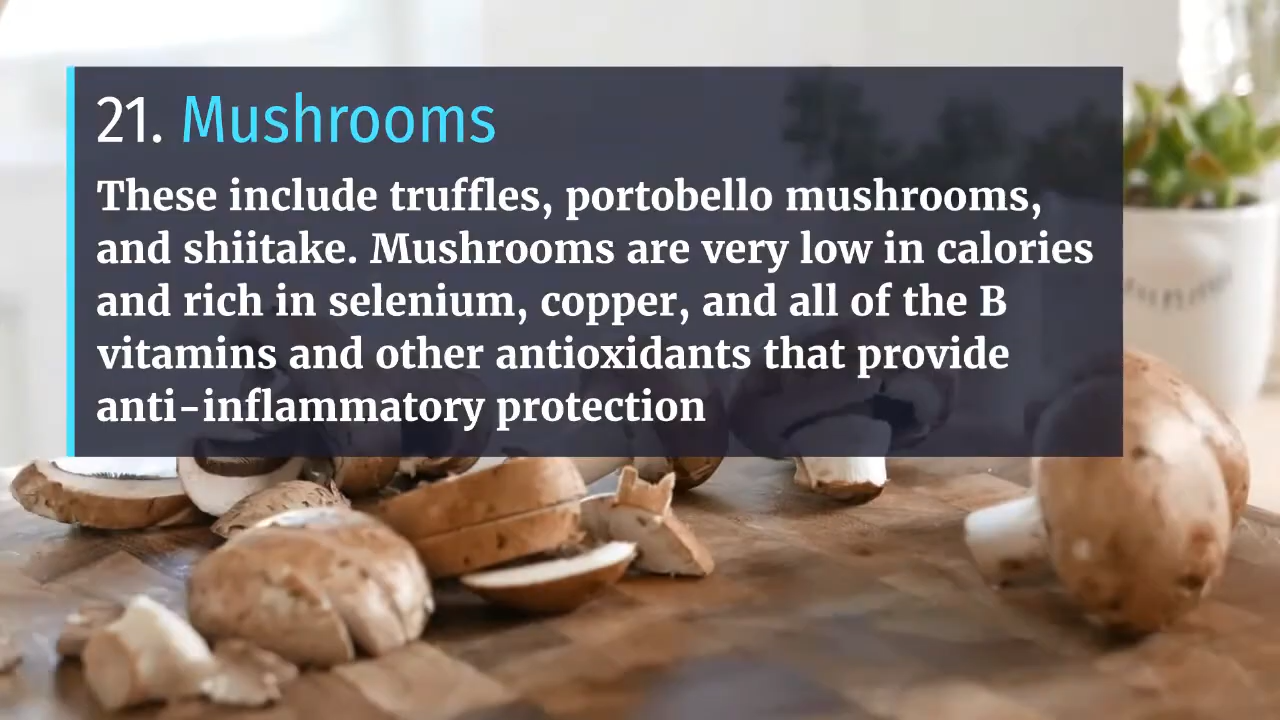 21. Mushrooms
These include truffles, portobello mushrooms,
and shiitake. Mushrooms are very low in calories
and rich in selenium, copper, and all of the B
vitamins and other antioxidants that provide
anti-inflammatory protection